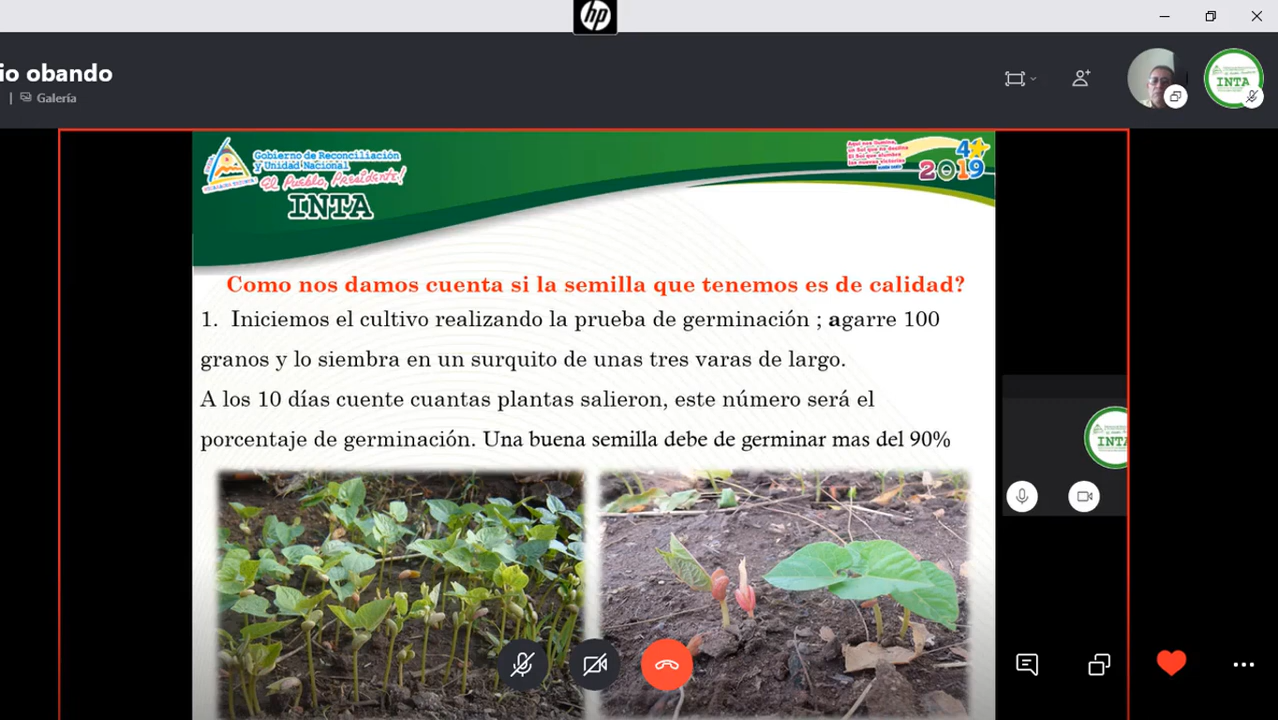 hp
io obando
| Galería
INTA
Gobierno de Reconciliación
y Unidad Nacional
El Pueblo, Presidente!
INTA
4
2019
Como nos damos cuenta si la semilla que tenemos es de calidad?
1. Iniciemos el cultivo realizando la prueba de germinación ; agarre 100
granos y lo siembra en un surquito de unas tres varas de largo.
A los 10 días cuente cuantas plantas salieron, este número será el
porcentaje de germinación. Una buena semilla debe de germinar mas del 90%
INTA